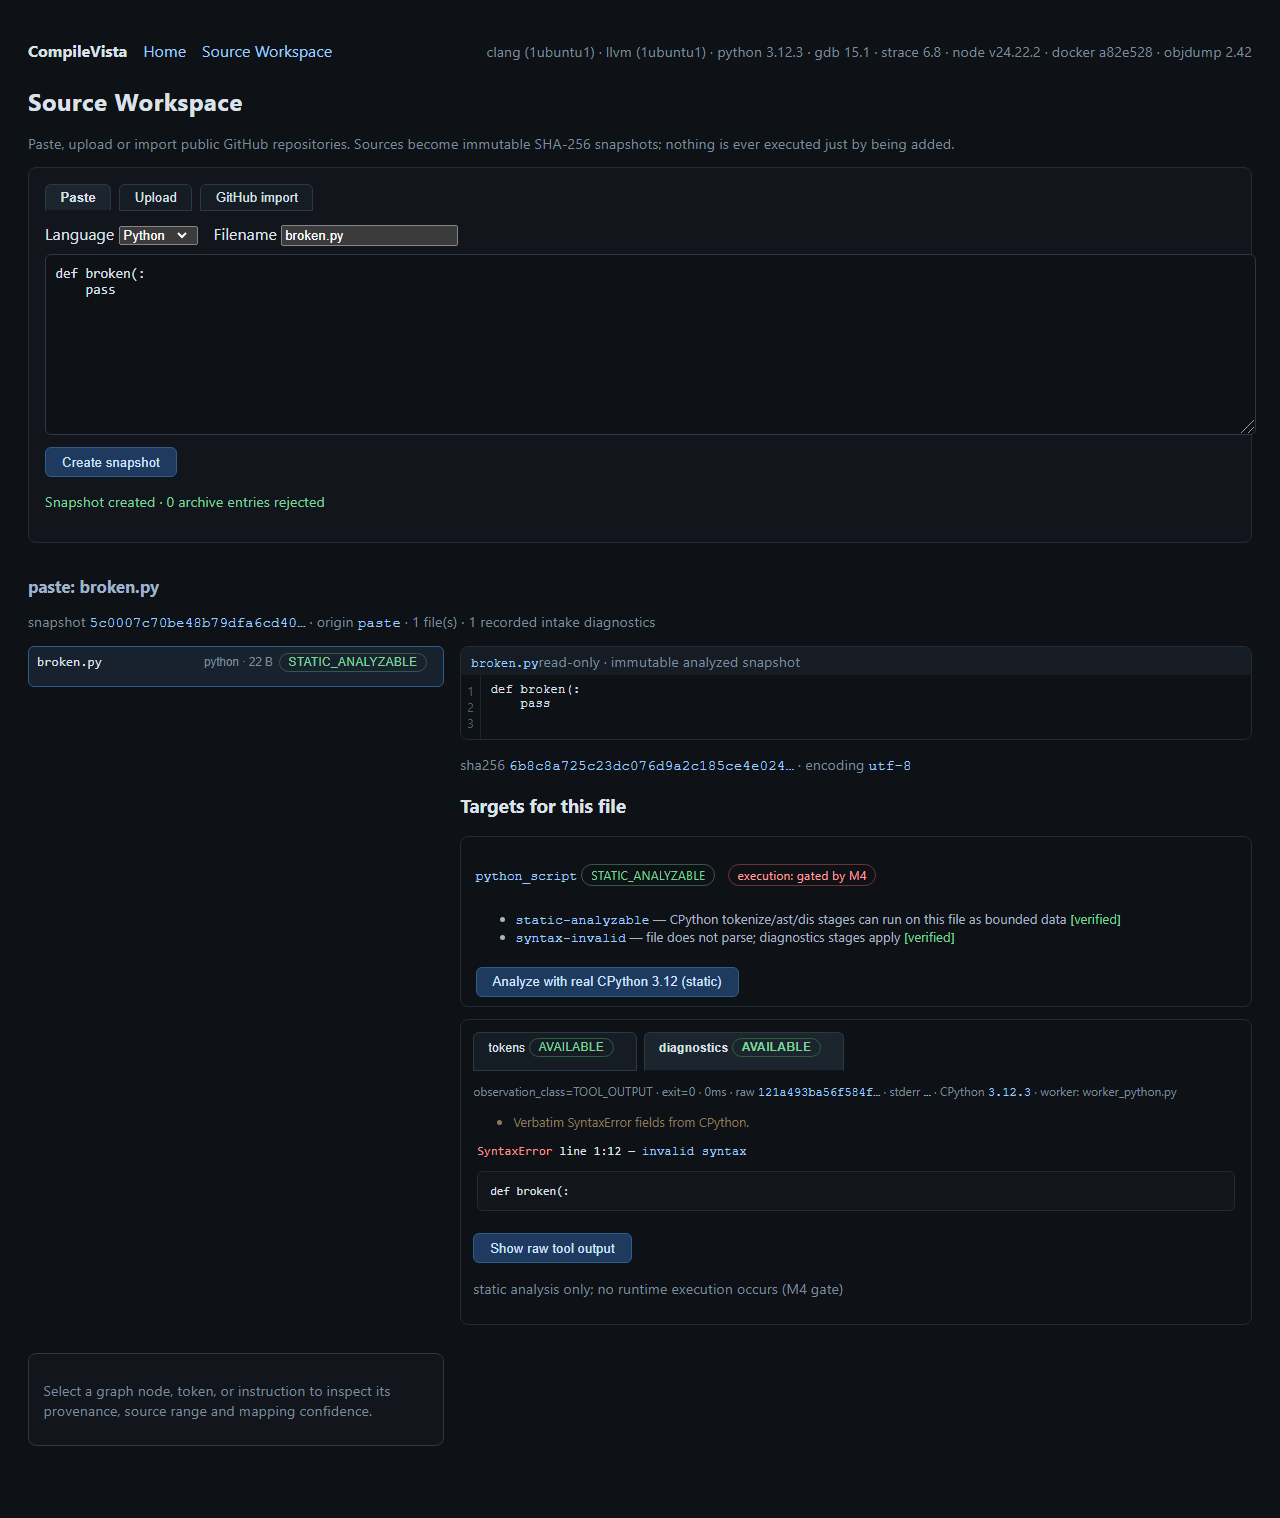 CompileVista Home Source Workspace clang (1ubuntu1) · llvm (1ubuntu1) · python 3.12.3 · gdb 15.1 · strace 6.8 · node v24.22.2 · docker a82e528 · objdump 2.42
Source Workspace
Paste, upload or import public GitHub repositories. Sources become immutable SHA-256 snapshots; nothing is ever executed just by being added.
Paste Upload GitHub import
Language Python Filename broken.py
def broken(:
    pass
Create snapshot
Snapshot created · 0 archive entries rejected
paste: broken.py
snapshot 5c0007c70be48b79dfa6cd40… · origin paste · 1 file(s) · 1 recorded intake diagnostics
broken.py python · 22 B STATIC_ANALYZABLE
broken.pyread-only · immutable analyzed snapshot
1 def broken(:
2     pass
3
sha256 6b8c8a725c23dc076d9a2c185ce4e024… · encoding utf-8
Targets for this file
python_script STATIC_ANALYZABLE execution: gated by M4
• static-analyzable — CPython tokenize/ast/dis stages can run on this file as bounded data [verified]
• syntax-invalid — file does not parse; diagnostics stages apply [verified]
Analyze with real CPython 3.12 (static)
tokens AVAILABLE diagnostics AVAILABLE
observation_class=TOOL_OUTPUT · exit=0 · 0ms · raw 121a493ba56f584f… · stderr … · CPython 3.12.3 · worker: worker_python.py
• Verbatim SyntaxError fields from CPython.
SyntaxError line 1:12 — invalid syntax
def broken(:
Show raw tool output
static analysis only; no runtime execution occurs (M4 gate)
Select a graph node, token, or instruction to inspect its
provenance, source range and mapping confidence.